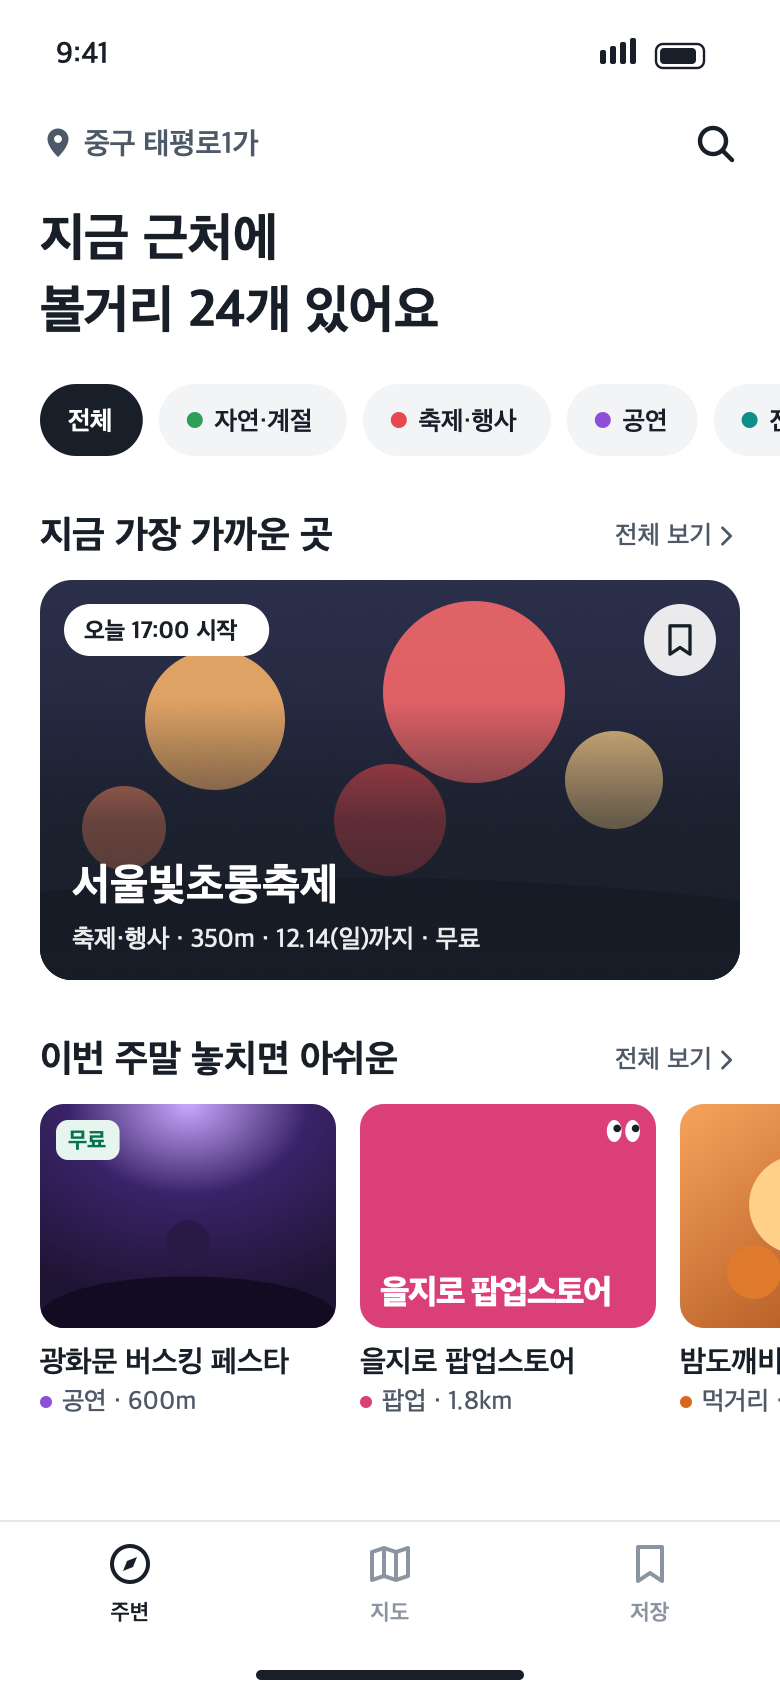 9:41
중구 태평로1가
지금 근처에
볼거리 24개 있어요
전체
자연·계절
축제·행사
공연
지금 가장 가까운 곳
전체 보기
오늘 17:00 시작
서울빛초롱축제
축제·행사 · 350m · 12.14(일)까지 · 무료
이번 주말 놓치면 아쉬운
전체 보기
무료
을지로 팝업스토어
광화문 버스킹 페스타
을지로 팝업스토어
밤도깨비
공연 · 600m
팝업 · 1.8km
먹거리 ·
주변
지도
저장